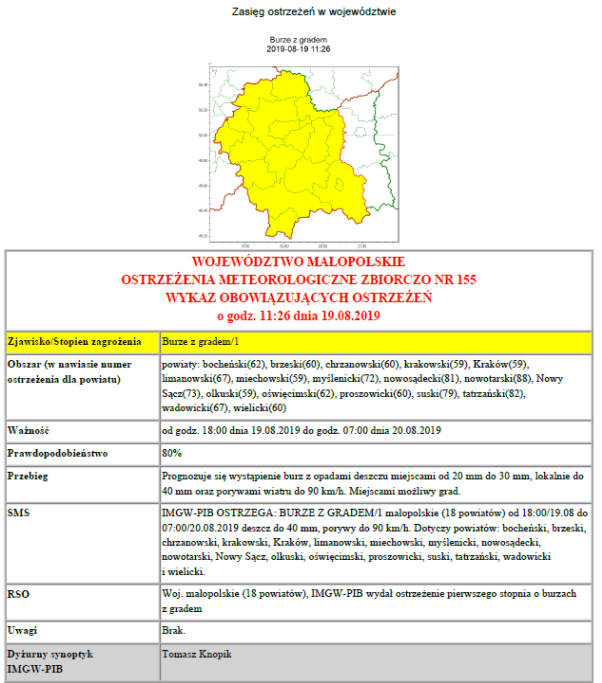 Zasięg ostrzeżeń w województwie
Burze z gradem
2019-08-19 11:26
WOJEWÓDZTWO MAŁOPOLSKIE
OSTRZEŻENIA METEOROLOGICZNE ZBIORCZO NR 155
WYKAZ OBOWIĄZUJĄCYCH OSTRZEŻEŃ
o godz. 11:26 dnia 19.08.2019
Zjawisko/Stopien zagrożenia
Burze z gradem/1
Obszar (w nawiasie numer
ostrzeżenia dla powiatu)
powiaty: bocheński(62), brzeski(60), chrzanowski(60), krakowski(59), Kraków(59),
limanowski(67), miechowski(59), myślenicki(72), nowosądecki(81), nowotarski(88), Nowy
Sącz(73), olkuski(59), oświęcimski(62), proszowicki(60), suski(79), tatrzański(82),
wadowicki(67), wielicki(60)
Ważność
od godz. 18:00 dnia 19.08.2019 do godz. 07:00 dnia 20.08.2019
Prawdopodobieństwo
80%
Przebieg
Prognozuje się wystąpienie burz z opadami deszczu miejscami od 20 mm do 30 mm, lokalnie do
40 mm oraz porywami wiatru do 90 km/h. Miejscami możliwy grad.
SMS
IMGW-PIB OSTRZEGA: BURZE Z GRADEM/1 małopolskie (18 powiatów) od 18:00/19.08 do
07:00/20.08.2019 deszcz do 40 mm, porywy do 90 km/h. Dotyczy powiatów: bocheński, brzeski,
chrzanowski, krakowski, Kraków, limanowski, miechowski, myślenicki, nowosądecki,
nowotarski, Nowy Sącz, olkuski, oświęcimski, proszowicki, suski, tatrzański, wadowicki
i wielicki.
RSO
Woj. małopolskie (18 powiatów), IMGW-PIB wydał ostrzeżenie pierwszego stopnia o burzach
z gradem
Uwagi
Brak.
Dyżurny synoptyk
IMGW-PIB
Tomasz Knopik